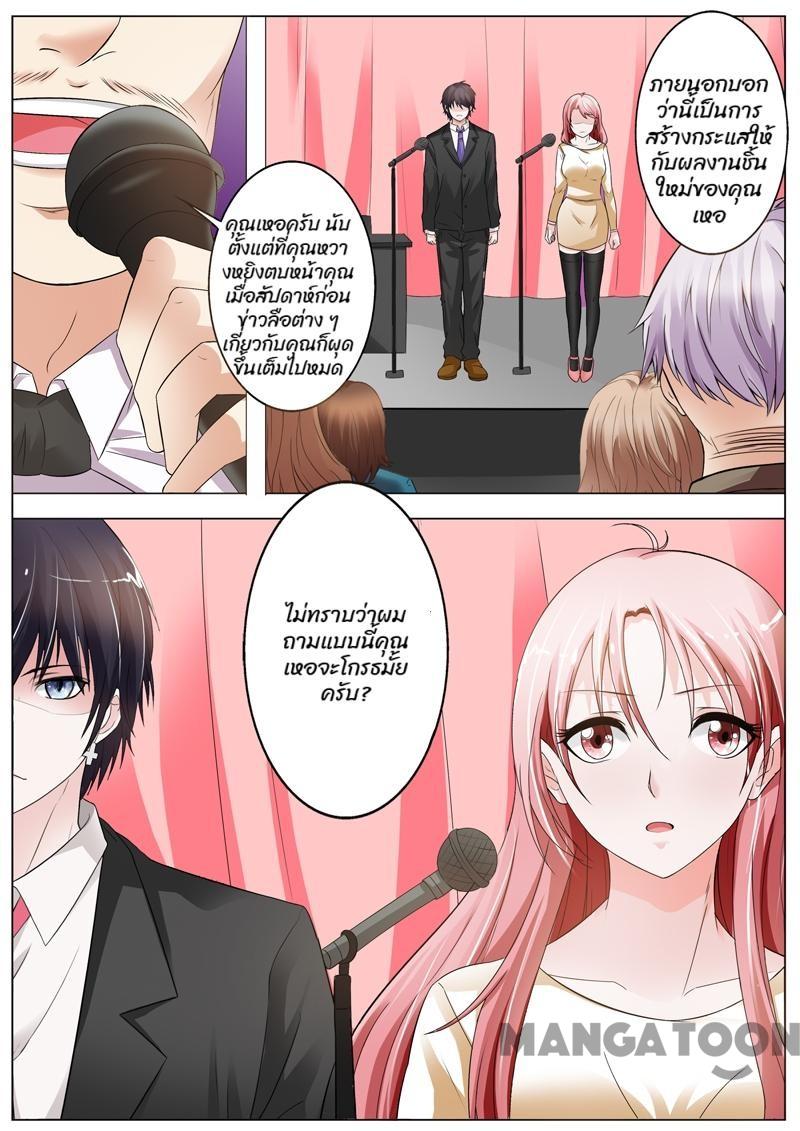 คุณเหอครับ นับ
ตั้งแต่ที่คุณหวา
งหยิงตบหน้าคุณ
เมื่อสัปดาห์ก่อน
ข่าวลือต่าง ๆ
เกี่ยวกับคุณก็ผุด
ขึ้นเต็มไปหมด
ภายนอกบอก
ว่านี้เป็นการ
สร้างกระแสให้
กับผลงานชิ้น
ใหม่ของคุณ
เหอ
ไม่ทราบว่าผม
ถามแบบนี้คุณ
เหอจะโกรธมั้ย
ครับ?
MANGATOON